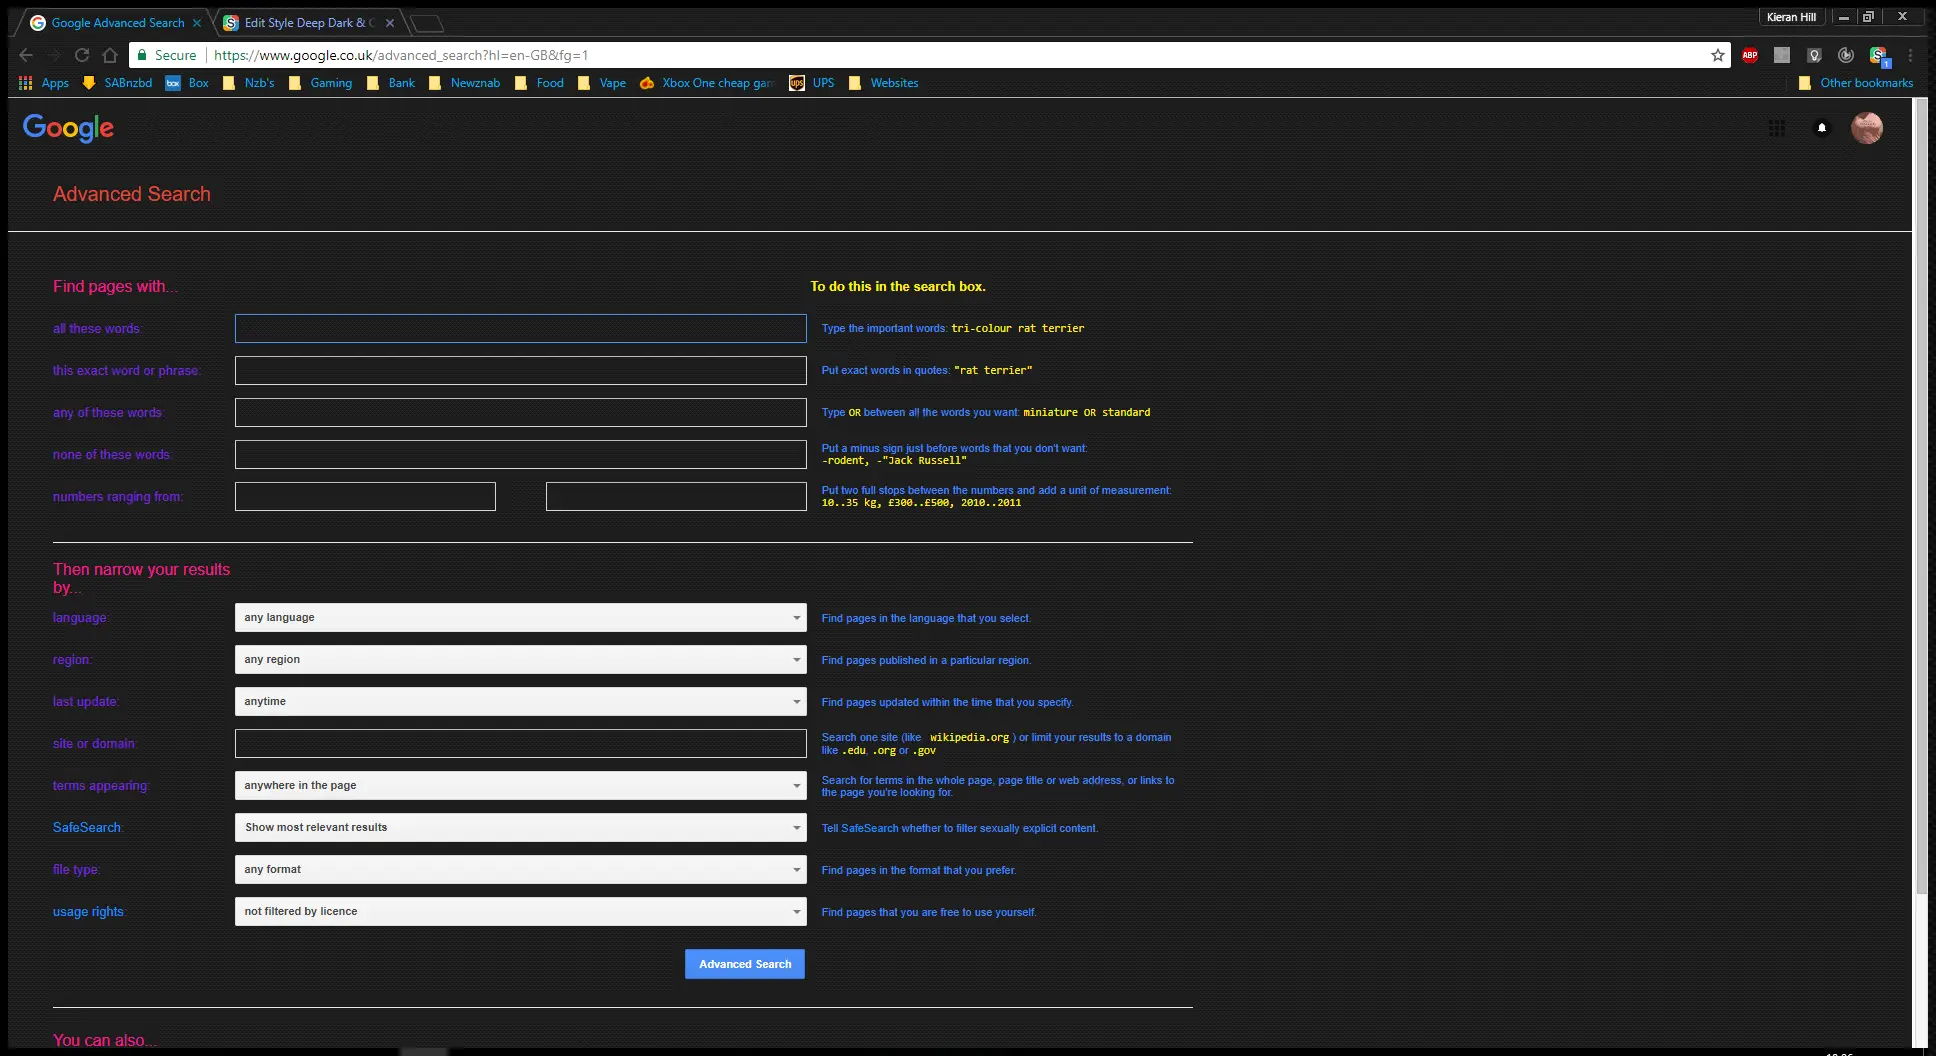 Google Advanced Search
Edit Style Deep Dark &
Kieran Hill
Secure
https://www.google.co.uk/advanced_search?hl=en-GB&fg=1
ABP
1
Apps
SABnzbd
box
Box
Nzb's
Gaming
Bank
Newznab
Food
Vape
Xbox One cheap gam
ups
UPS
Websites
Other bookmarks
Google
Advanced Search
Find pages with...
To do this in the search box.
all these words:
Type the important words: tri-colour rat terrier
this exact word or phrase:
Put exact words in quotes: "rat terrier"
any of these words:
Type OR between all the words you want: miniature OR standard
none of these words:
Put a minus sign just before words that you don't want:
-rodent, -"Jack Russell"
numbers ranging from:
Put two full stops between the numbers and add a unit of measurement:
10..35 kg, £300..£500, 2010..2011
Then narrow your results
by...
language:
any language
Find pages in the language that you select.
region:
any region
Find pages published in a particular region.
last update:
anytime
Find pages updated within the time that you specify.
site or domain:
Search one site (like wikipedia.org ) or limit your results to a domain
like .edu, .org or .gov
terms appearing:
anywhere in the page
Search for terms in the whole page, page title or web address, or links to
the page you're looking for.
SafeSearch:
Show most relevant results
Tell SafeSearch whether to filter sexually explicit content.
file type:
any format
Find pages in the format that you prefer.
usage rights:
not filtered by licence
Find pages that you are free to use yourself.
Advanced Search
You can also...